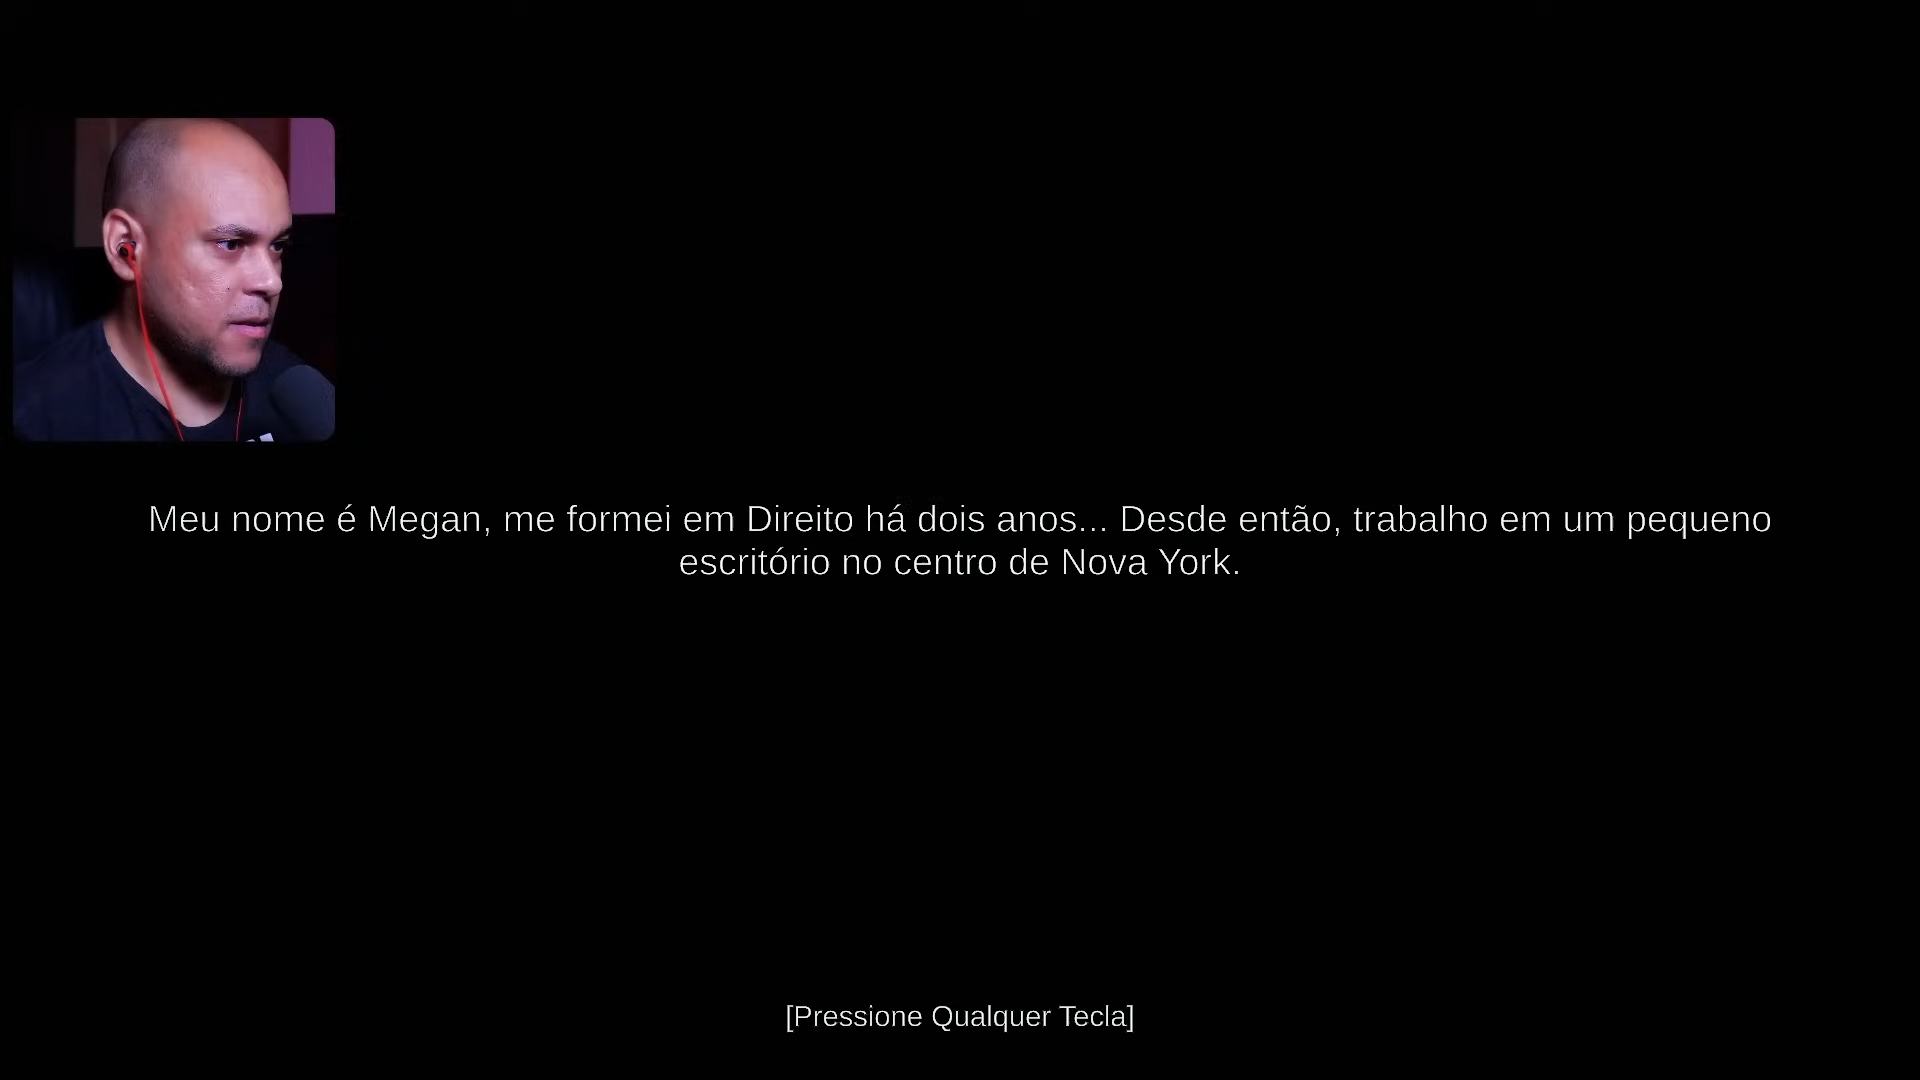 Meu nome é Megan, me formei em Direito há dois anos... Desde então, trabalho em um pequeno
escritório no centro de Nova York.
[Pressione Qualquer Tecla]